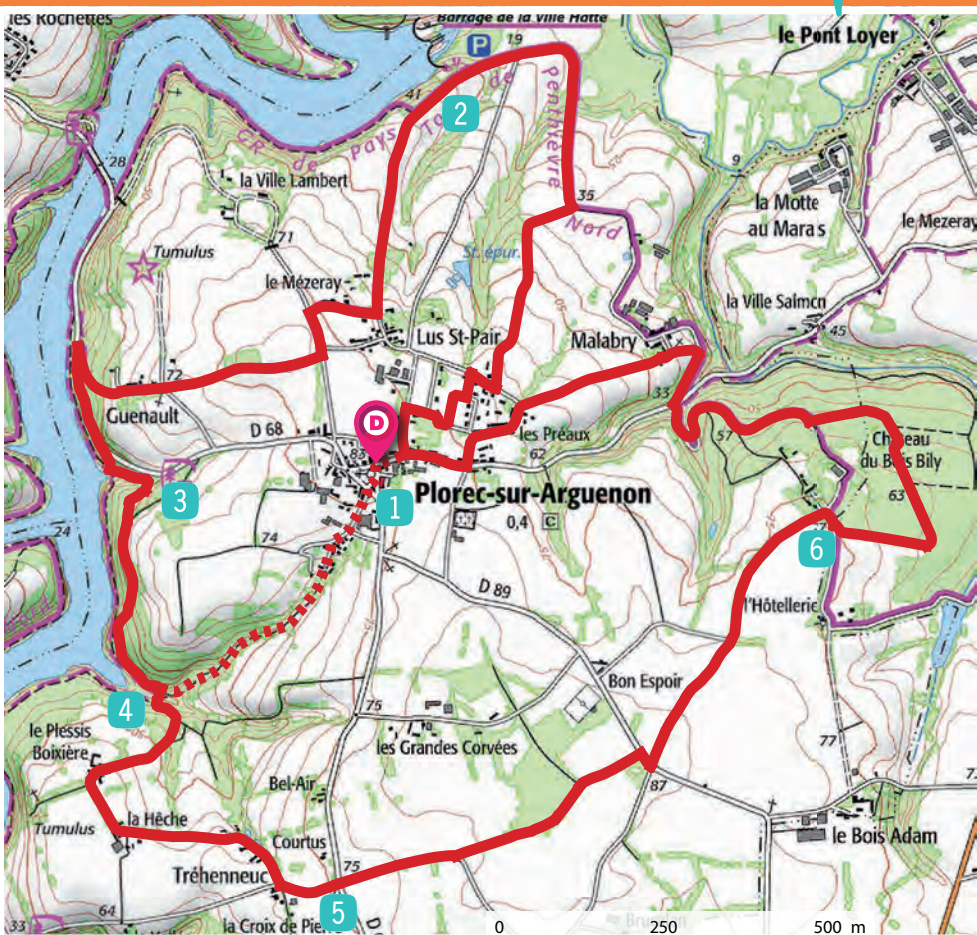 les Rochettes
Barrage de la Ville Hatte
le Pont Loyer
P
19
41
2
GR de Pays Tour de Penthièvre Nord
28
9
la Ville Lambert
la Motte
au Marais
le Mezeray
Tumulus
71
35
St. épur.
le Mézeray
50
la Ville Salmon
45
Lus St-Pair
Malabry
72
33
Guenault
D 68
D
83
les Préaux
62
57
50
Château
du Bois Bily
63
3
1
Plorec-sur-Arguenon
0,4
C
24
74
6
D 89
l'Hôtellerie
4
75
Bon Espoir
le Plessis
Boixière
les Grandes Corvées
77
Bel-Air
87
Tumulus
la Hêche
Courtus
le Bois Adam
Tréhenneuc
75
5
64
33
la Croix de Pierre
0
250
500 m